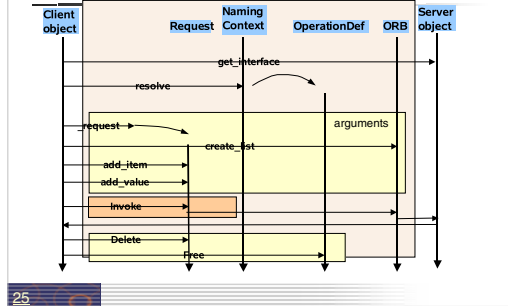 Client
object
Request
Naming
Context
OperationDef
ORB
Server
object
get_interface
resolve
_request
arguments
create_list
add_item
add_value
Invoke
Delete
Free
25